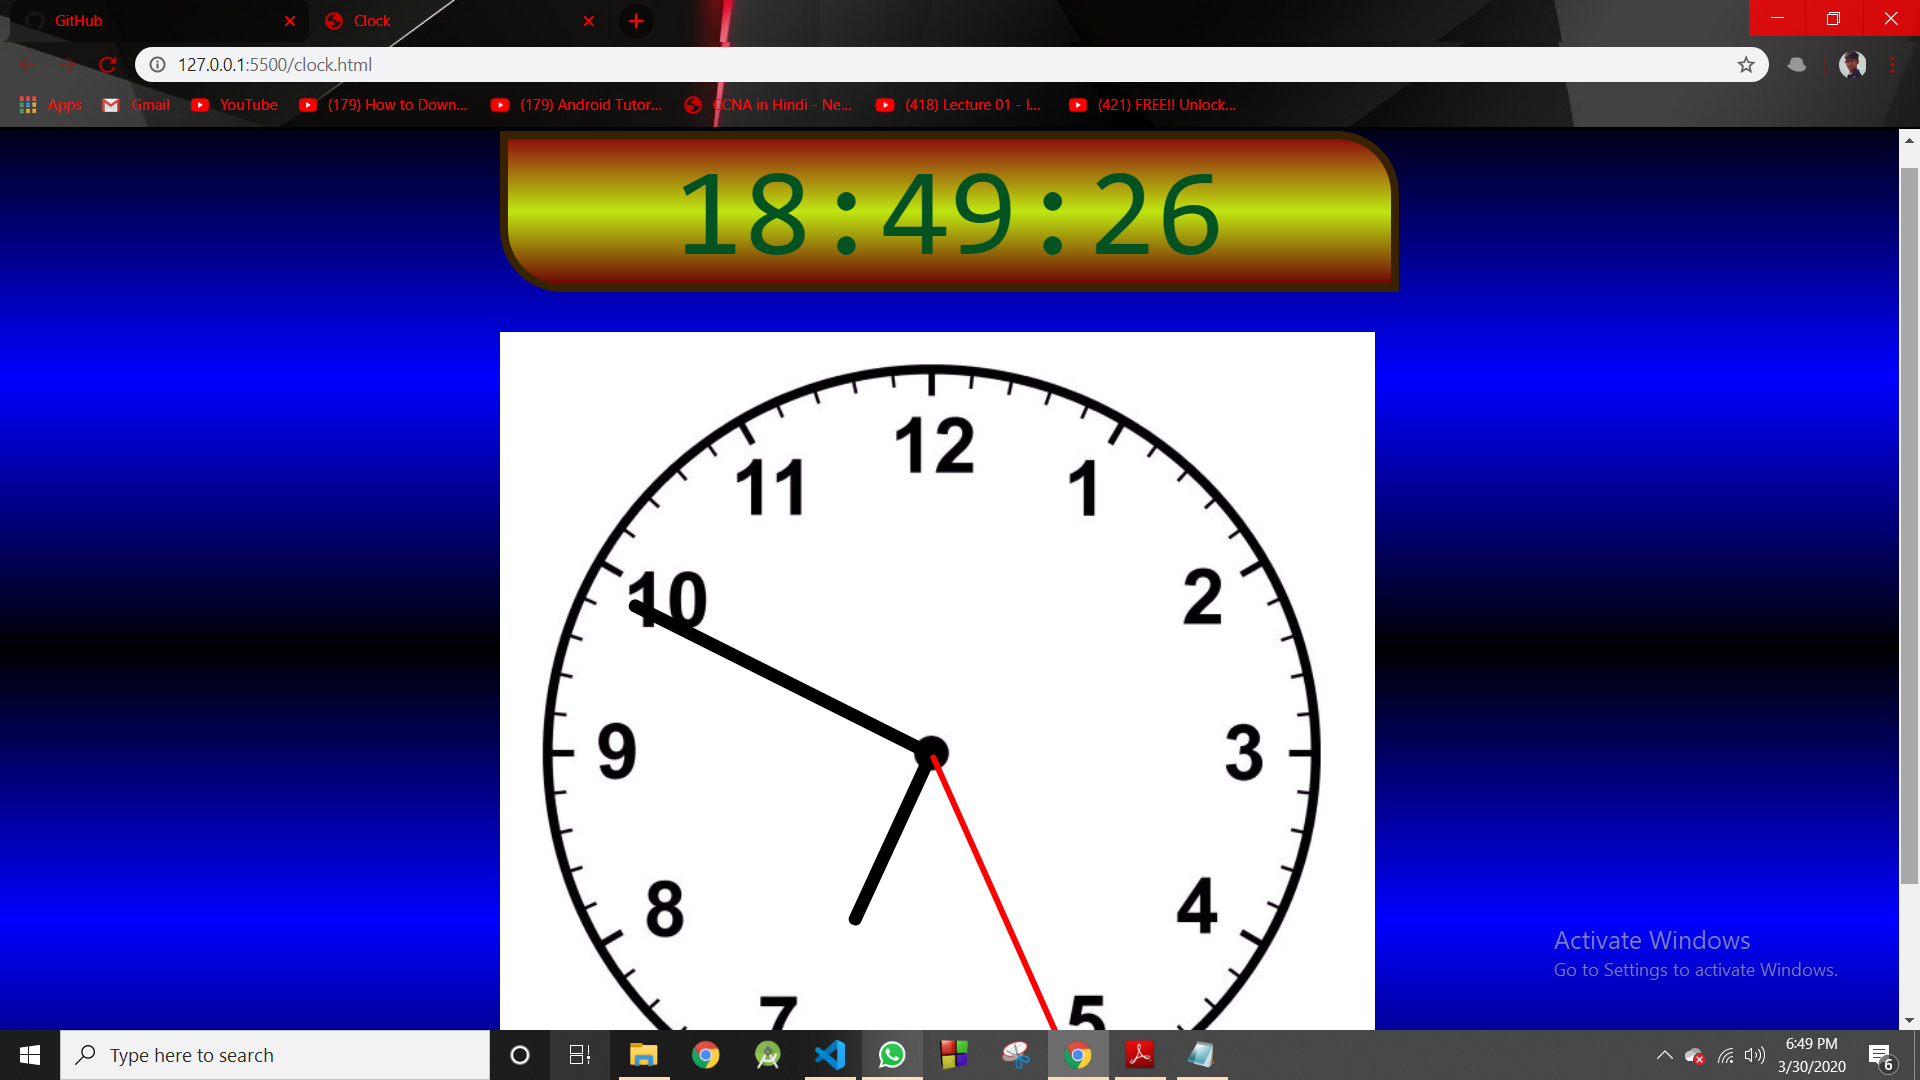 GitHub
Clock
127.0.0.1:5500/clock.html
Apps
Gmail
YouTube
(179) How to Down...
(179) Android Tutor...
CCNA in Hindi - Ne...
(418) Lecture 01 - I...
(421) FREE!! Unlock...
18:49:26
12
11
1
10
2
9
3
8
4
7
5
Activate Windows
Go to Settings to activate Windows.
Type here to search
6:49 PM
3/30/2020
6